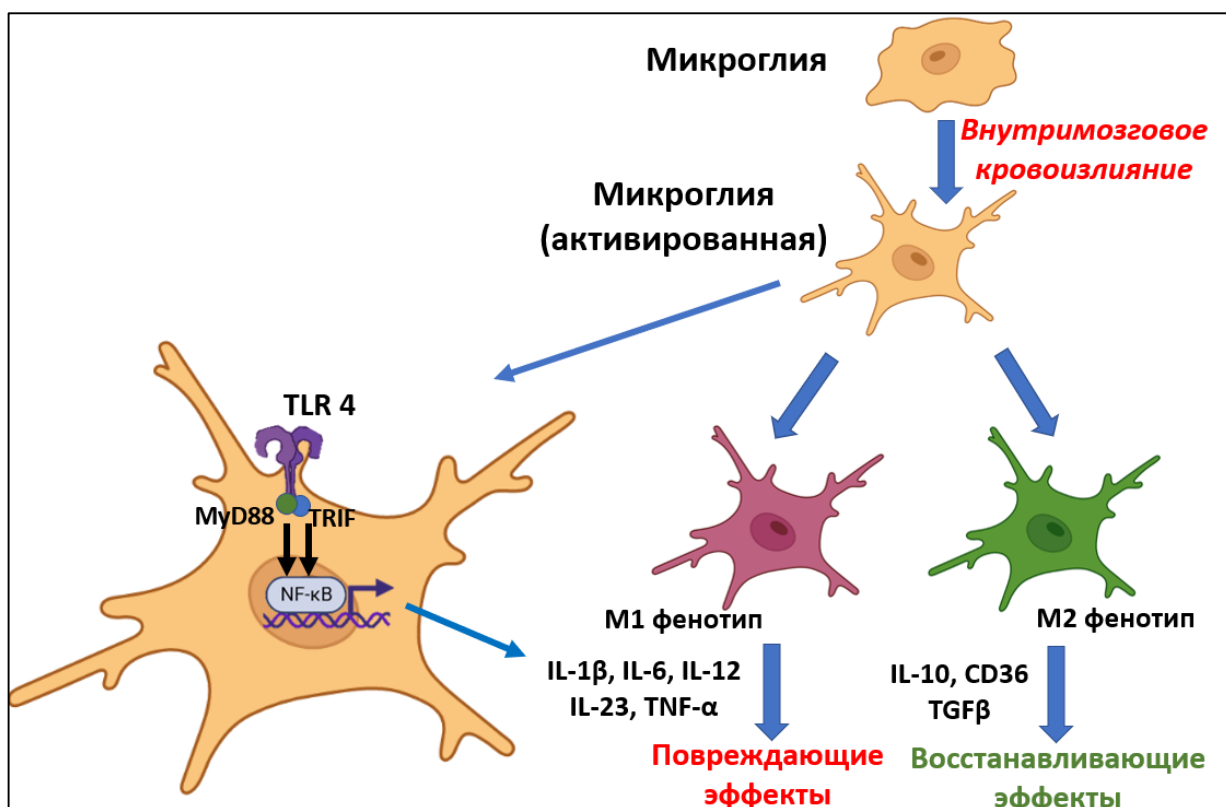 Микроглия
Внутримозговое
кровоизлияние
Микроглия
(активированная)
TLR 4
MyD88
TRIF
NF-κB
М1 фенотип
М2 фенотип
IL-1β, IL-6, IL-12
IL-23, TNF-α
IL-10, CD36
TGFβ
Повреждающие
эффекты
Восстанавливающие
эффекты